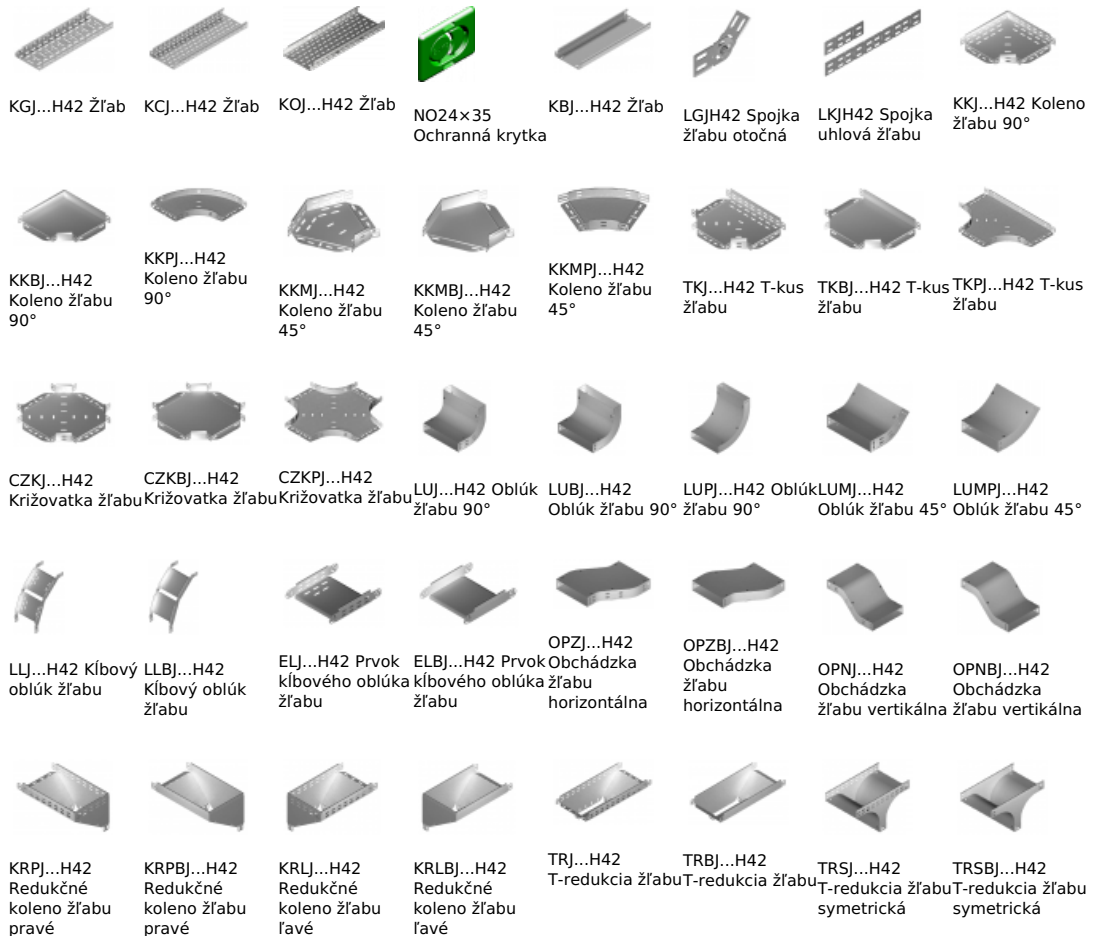 KGJ...H42 Žľab
KCJ...H42 Žľab
KOJ...H42 Žľab
NO24×35
Ochranná krytka
KBJ...H42 Žľab
LGJH42 Spojka
žľabu otočná
LKJH42 Spojka
uhlová žľabu
KKJ...H42 Koleno
žľabu 90°
KKBJ...H42
Koleno žľabu
90°
KKPJ...H42
Koleno žľabu
90°
KKMJ...H42
Koleno žľabu
45°
KKMBJ...H42
Koleno žľabu
45°
KKMPJ...H42
Koleno žľabu
45°
TKJ...H42 T-kus
žľabu
TKBJ...H42 T-kus
žľabu
TKPJ...H42 T-kus
žľabu
CZKJ...H42
Križovatka žľabu
CZKBJ...H42
Križovatka žľabu
CZKPJ...H42
Križovatka žľabu
LUJ...H42 Oblúk
žľabu 90°
LUBJ...H42
Oblúk žľabu 90°
LUPJ...H42 Oblúk
žľabu 90°
LUMJ...H42
Oblúk žľabu 45°
LUMPJ...H42
Oblúk žľabu 45°
LLJ...H42 Kĺbový
oblúk žľabu
LLBJ...H42
Kĺbový oblúk
žľabu
ELJ...H42 Prvok
kĺbového oblúka
žľabu
ELBJ...H42 Prvok
kĺbového oblúka
žľabu
OPZJ...H42
Obchádzka
žľabu
horizontálna
OPZBJ...H42
Obchádzka
žľabu
horizontálna
OPNJ...H42
Obchádzka
žľabu vertikálna
OPNBJ...H42
Obchádzka
žľabu vertikálna
KRPJ...H42
Redukčné
koleno žľabu
pravé
KRPBJ...H42
Redukčné
koleno žľabu
pravé
KRLJ...H42
Redukčné
koleno žľabu
ľavé
KRLBJ...H42
Redukčné
koleno žľabu
ľavé
TRJ...H42
T-redukcia žľabu
TRBJ...H42
T-redukcia žľabu
TRSJ...H42
T-redukcia žľabu
symetrická
TRSBJ...H42
T-redukcia žľabu
symetrická